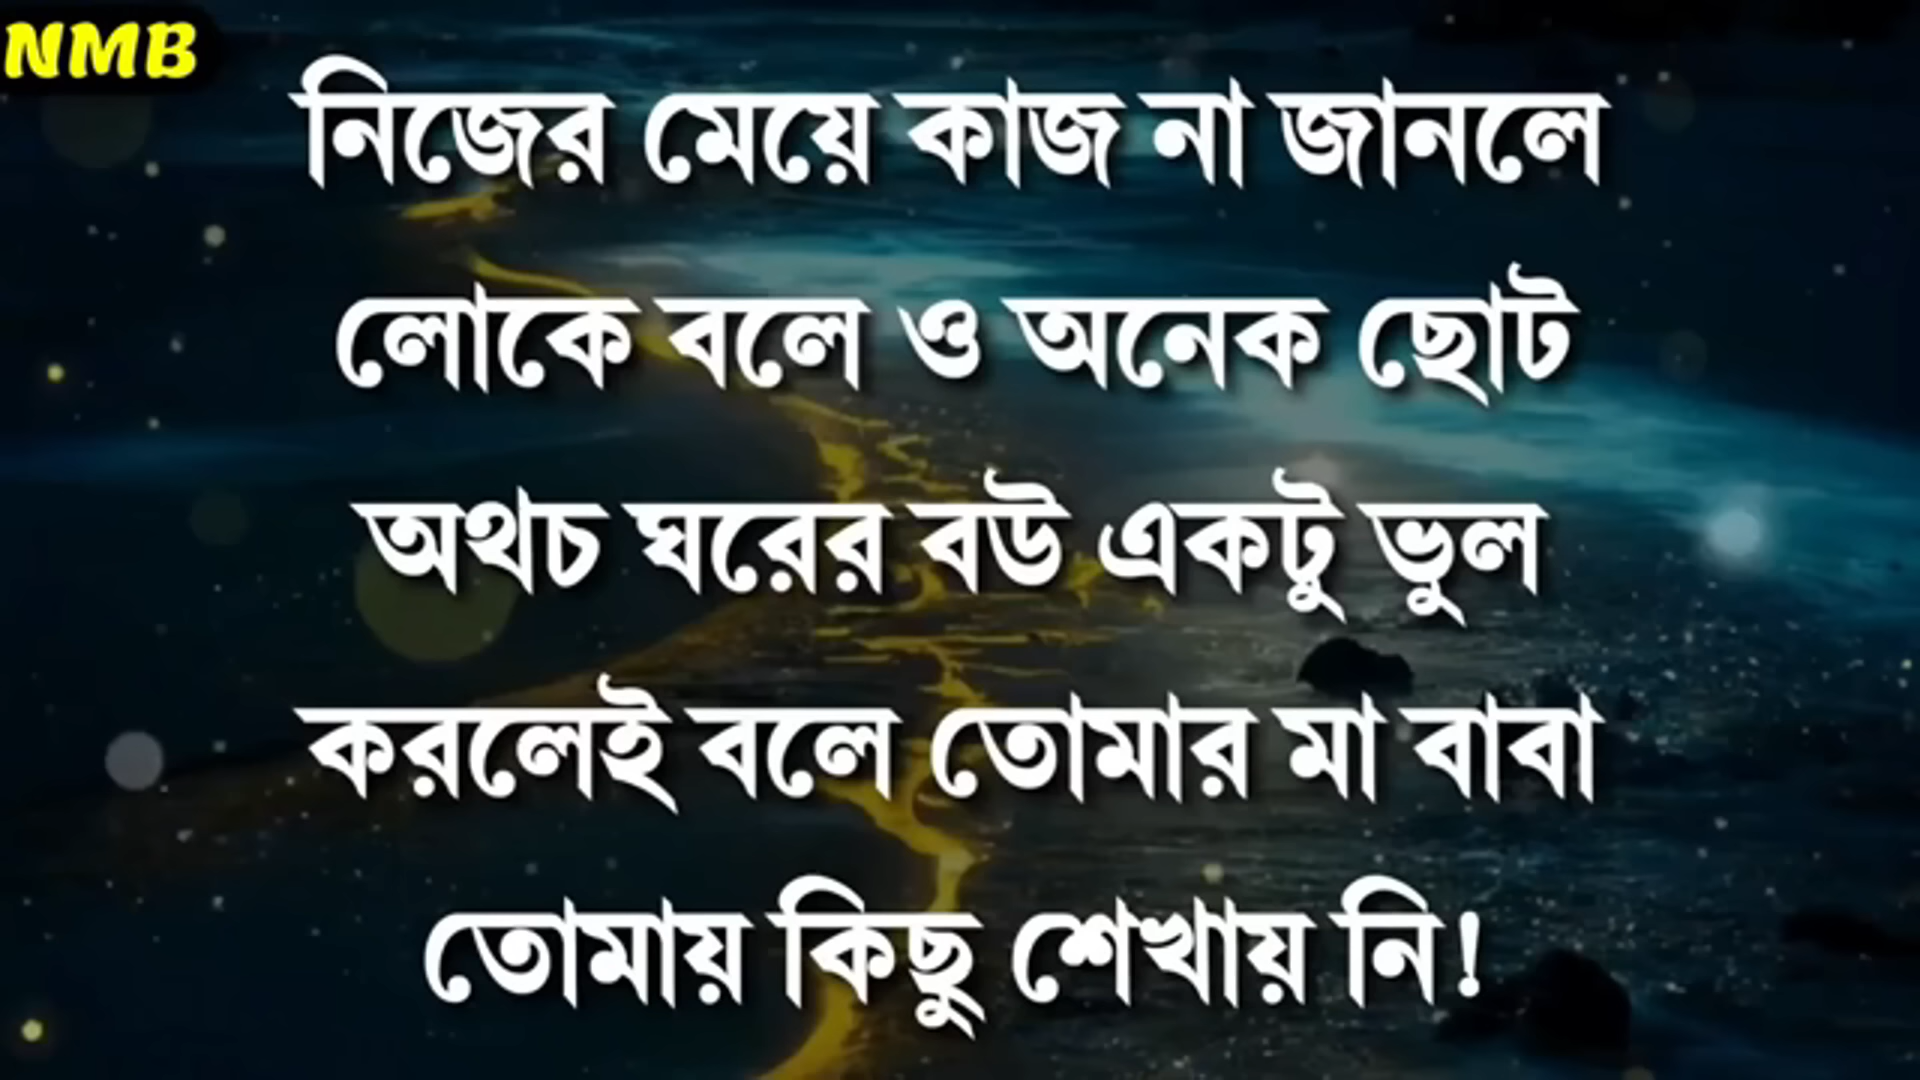 NMB
নিজের মেয়ে কাজ না জানলে
লোকে বলে ও অনেক ছোট
অথচ ঘরের বউ একটু ভুল
করলেই বলে তোমার মা বাবা
তোমায় কিছু শেখায় নি!